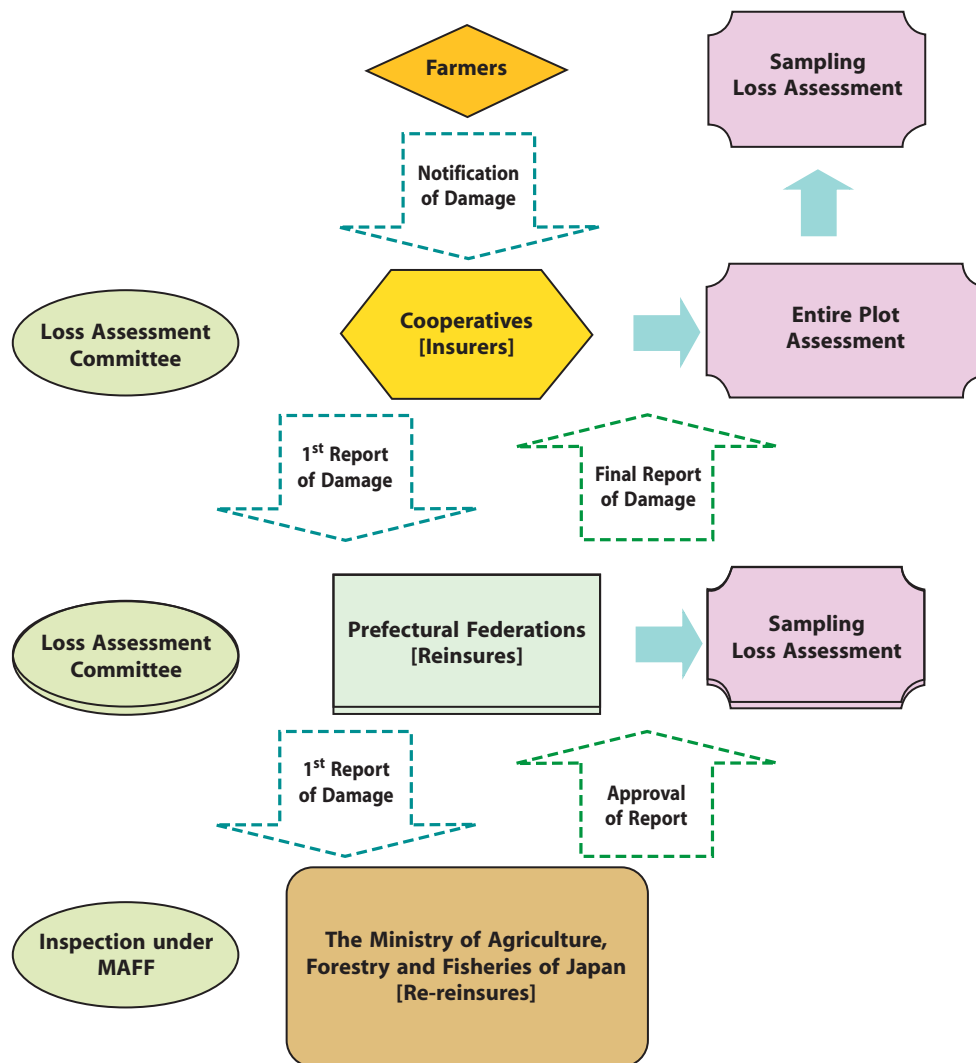 Farmers
Sampling
Loss Assessment
Notification
of Damage
Loss Assessment
Committee
Cooperatives
[Insurers]
Entire Plot
Assessment
1st Report
of Damage
Final Report
of Damage
Loss Assessment
Committee
Prefectural Federations
[Reinsures]
Sampling
Loss Assessment
1st Report
of Damage
Approval
of Report
Inspection under
MAFF
The Ministry of Agriculture,
Forestry and Fisheries of Japan
[Re-reinsures]